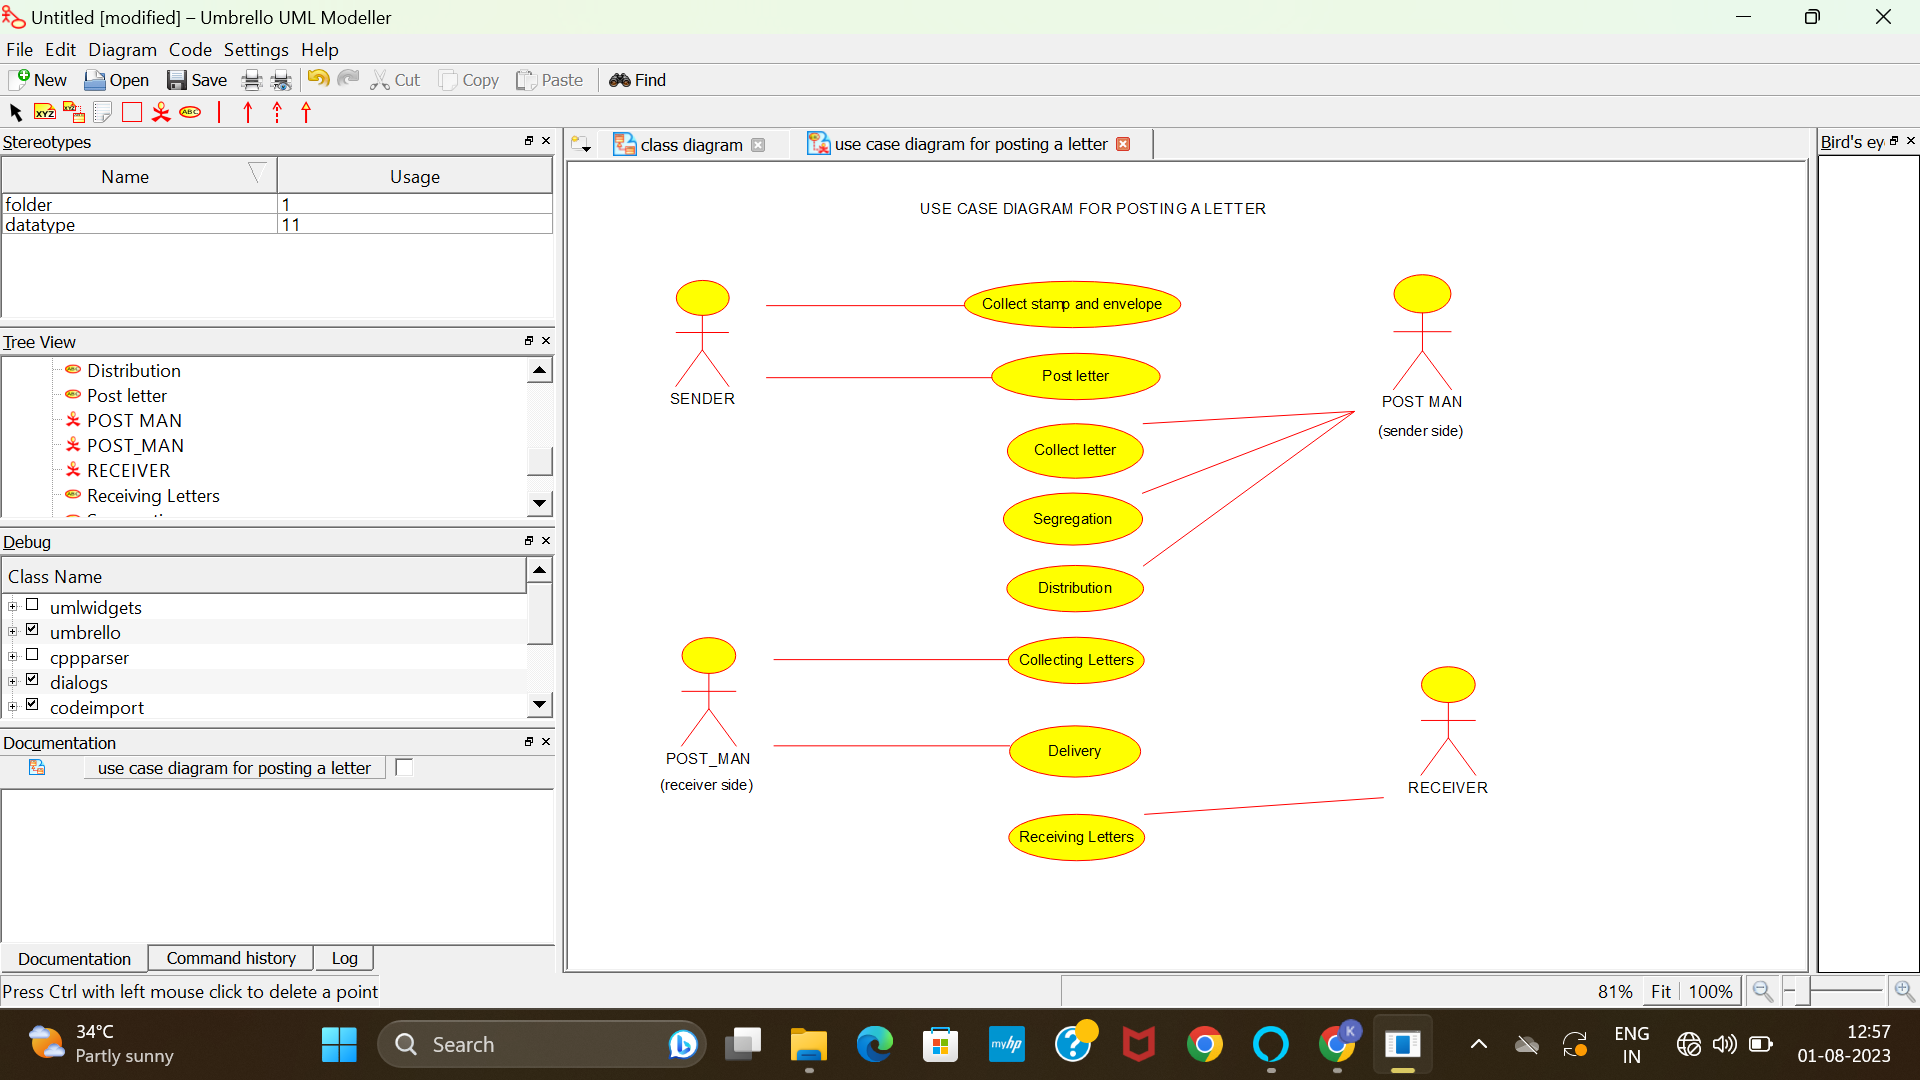 Untitled [modified] – Umbrello UML Modeller
File Edit Diagram Code Settings Help
New Open Save Cut Copy Paste Find
XYZ XYZ ABC
Stereotypes
Name Usage
folder 1
datatype 11
Tree View
Distribution
Post letter
POST MAN
POST_MAN
RECEIVER
Receiving Letters
Debug
Class Name
umlwidgets
umbrello
cppparser
dialogs
codeimport
Documentation
use case diagram for posting a letter
Documentation Command history Log
Press Ctrl with left mouse click to delete a point
class diagram
use case diagram for posting a letter
USE CASE DIAGRAM FOR POSTING A LETTER
SENDER
Collect stamp and envelope
Post letter
Collect letter
Segregation
Distribution
POST MAN
(sender side)
POST_MAN
(receiver side)
Collecting Letters
Delivery
Receiving Letters
RECEIVER
Bird's ey
81% Fit 100%
34°C
Partly sunny
Search
myhp
K
ENG
IN
12:57
01-08-2023